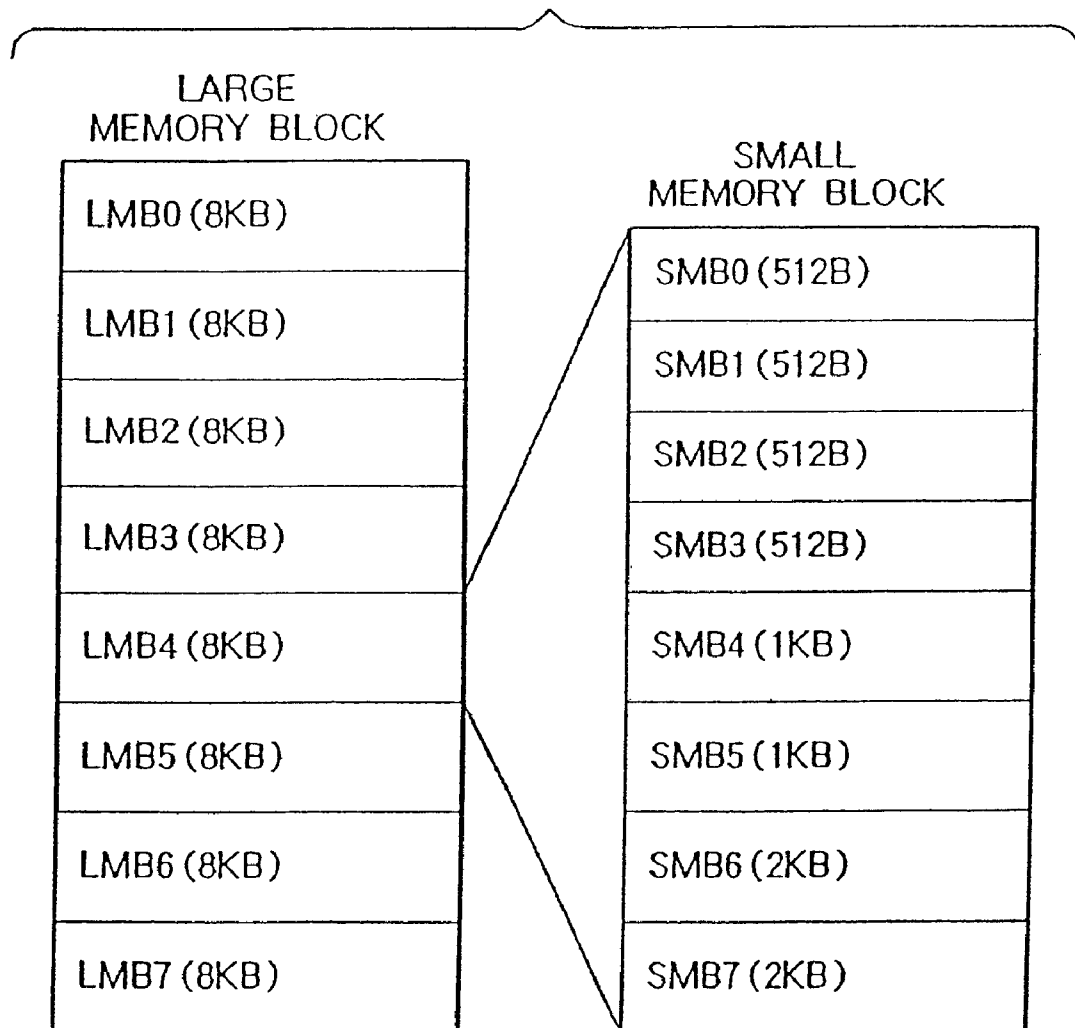 LARGE
MEMORY BLOCK
LMB0(8KB)
LMB1(8KB)
LMB2(8KB)
LMB3(8KB)
LMB4(8KB)
LMB5(8KB)
LMB6(8KB)
LMB7(8KB)
SMALL
MEMORY BLOCK
SMB0(512B)
SMB1(512B)
SMB2(512B)
SMB3(512B)
SMB4(1KB)
SMB5(1KB)
SMB6(2KB)
SMB7(2KB)